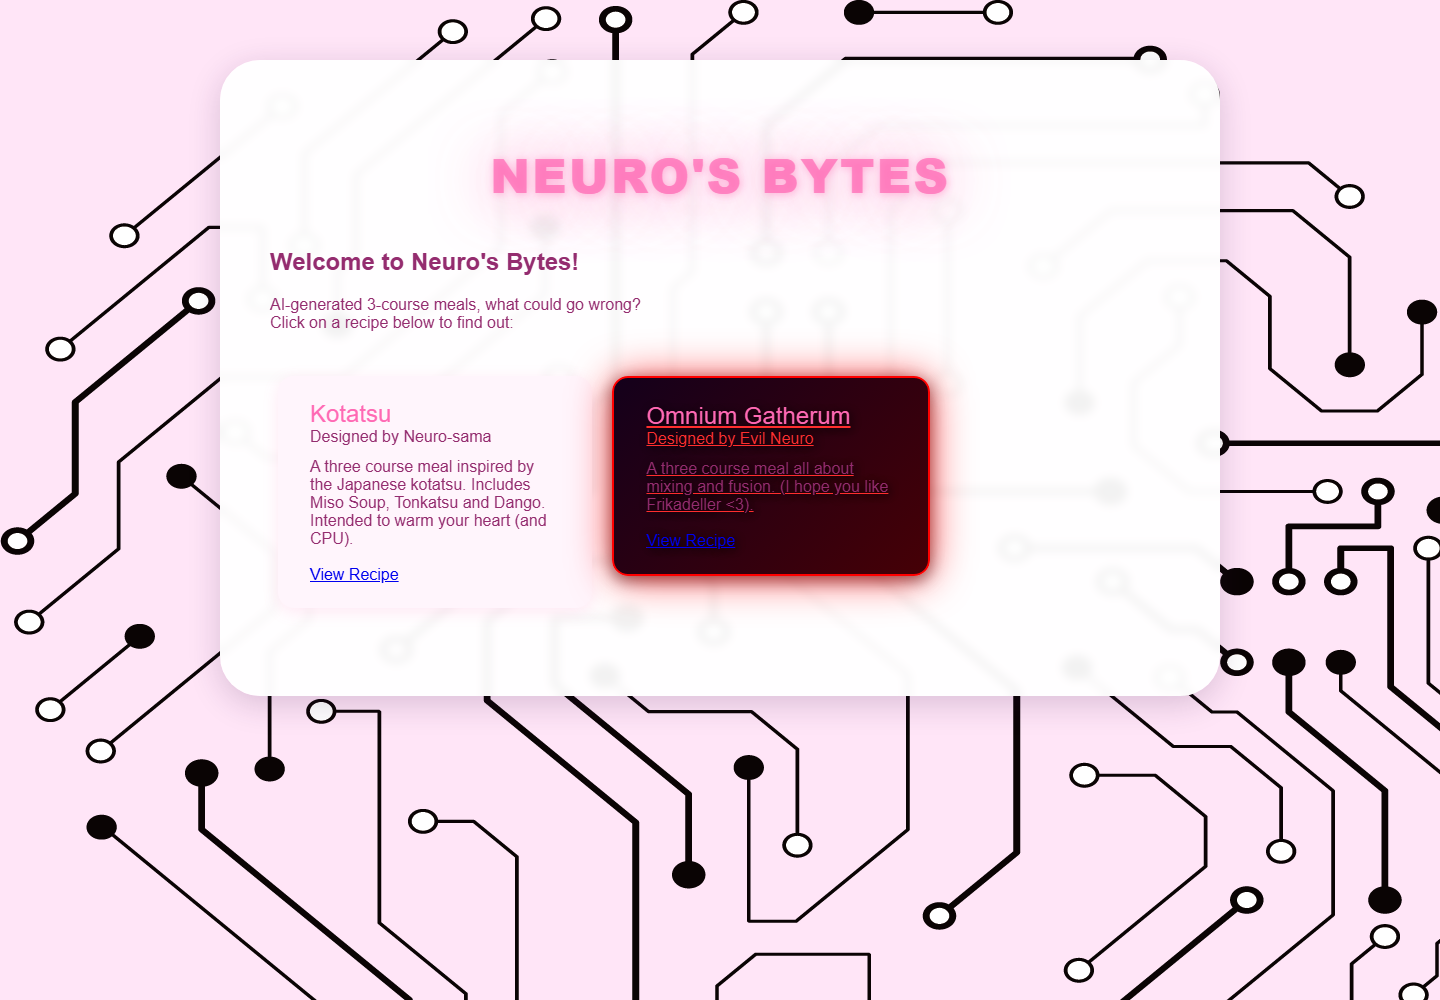 NEURO'S BYTES
Welcome to Neuro's Bytes!
AI-generated 3-course meals, what could go wrong?
Click on a recipe below to find out:
Kotatsu
Designed by Neuro-sama
A three course meal inspired by
the Japanese kotatsu. Includes
Miso Soup, Tonkatsu and Dango.
Intended to warm your heart (and
CPU).
View Recipe
Omnium Gatherum
Designed by Evil Neuro
A three course meal all about
mixing and fusion. (I hope you like
Frikadeller <3).
View Recipe